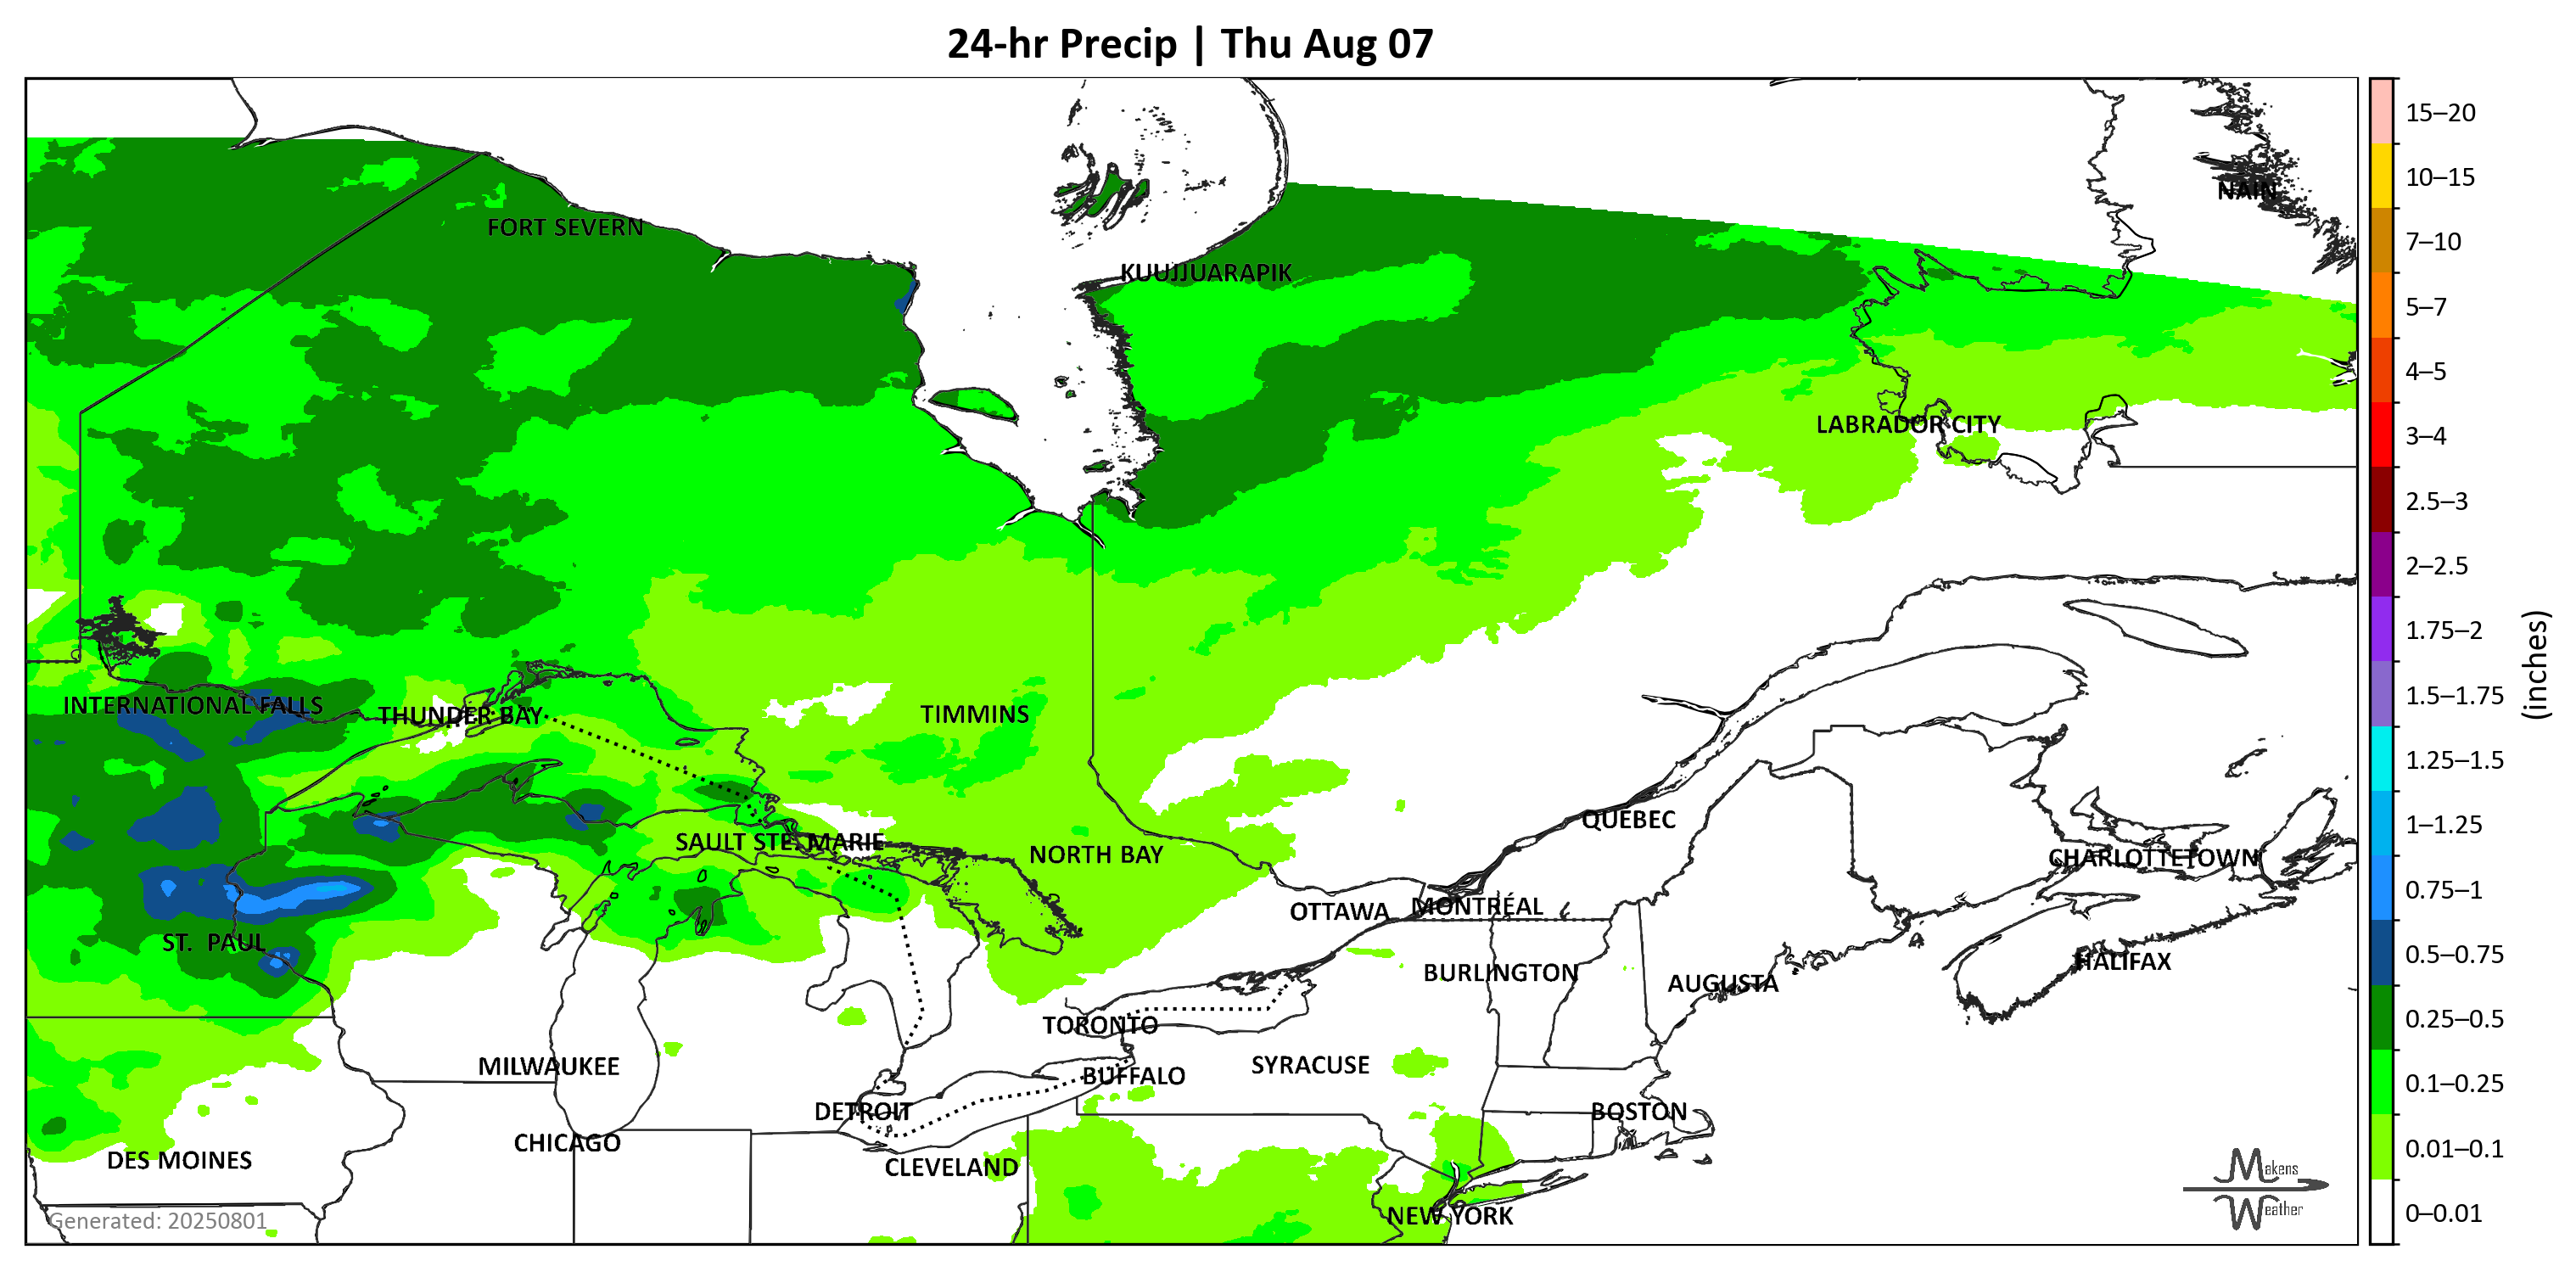 24-hr Precip | Thu Aug 07
NAIN
FORT SEVERN
KUUJJUARAPIK
LABRADOR CITY
INTERNATIONAL FALLS
THUNDER BAY
TIMMINS
QUÉBEC
SAULT STE. MARIE
NORTH BAY
CHARLOTTETOWN
OTTAWA
MONTRÉAL
ST. PAUL
BURLINGTON
AUGUSTA
HALIFAX
TORONTO
MILWAUKEE
SYRACUSE
BUFFALO
DETROIT
BOSTON
CHICAGO
DES MOINES
CLEVELAND
NEW YORK
Generated: 20250801
Makens
Weather
15–20
10–15
7–10
5–7
4–5
3–4
2.5–3
2–2.5
1.75–2
1.5–1.75
1.25–1.5
1–1.25
0.75–1
0.5–0.75
0.25–0.5
0.1–0.25
0.01–0.1
0–0.01
(inches)